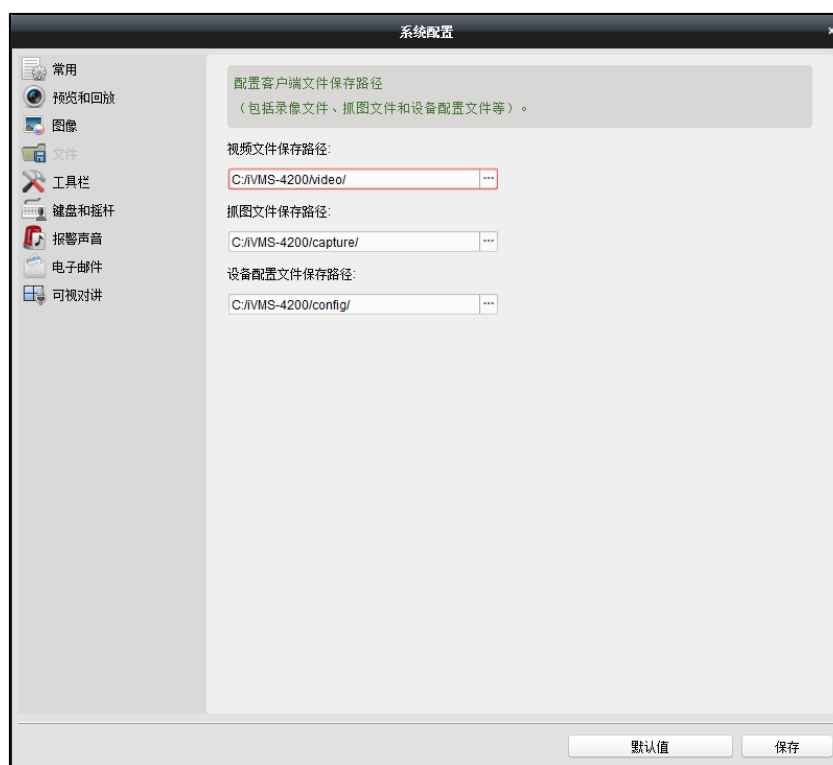 系统配置
常用
预览和回放
图像
文件
工具栏
键盘和摇杆
报警声音
电子邮件
可视对讲
配置客户端文件保存路径
（包括录像文件、抓图文件和设备配置文件等）。
视频文件保存路径:
C:/iVMS-4200/video/
抓图文件保存路径:
C:/iVMS-4200/capture/
设备配置文件保存路径:
C:/iVMS-4200/config/
默认值
保存